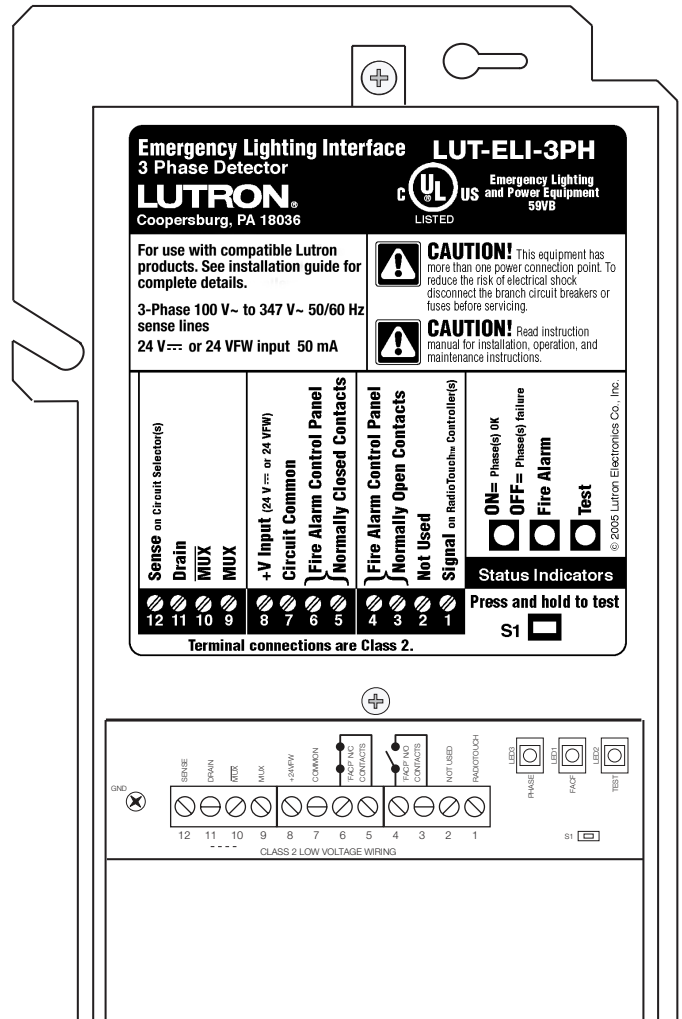 Emergency Lighting Interface
3 Phase Detector
LUTRON®
Coopersburg, PA 18036
LUT-ELI-3PH
C UL ® US
LISTED
Emergency Lighting
and Power Equipment
59VB
For use with compatible Lutron
products. See installation guide for
complete details.
3-Phase 100 V~ to 347 V~ 50/60 Hz
sense lines
24 V⎓ or 24 VFW input 50 mA
CAUTION! This equipment has
more than one power connection point. To
reduce the risk of electrical shock
disconnect the branch circuit breakers or
fuses before servicing.
CAUTION! Read instruction
manual for installation, operation, and
maintenance instructions.
Sense on Circuit Selector(s)
Drain
M̅U̅X̅
MUX
+V Input (24 V⎓ or 24 VFW)
Circuit Common
Fire Alarm Control Panel
Normally Closed Contacts
Fire Alarm Control Panel
Normally Open Contacts
Not Used
Signal on RadioTouch™ Controller(s)
ON= Phase(s) OK
OFF= Phase(s) failure
Fire Alarm
Test
© 2005 Lutron Electronics Co., Inc.
12 11 10 9 8 7 6 5 4 3 2 1
Status Indicators
Press and hold to test
S1
Terminal connections are Class 2.
GND
SENSE
DRAIN
M̅U̅X̅
MUX
+24VFW
COMMON
"FACP" N/C
CONTACTS
"FACP" N/O
CONTACTS
NOT USED
RADIOTOUCH
LED3
PHASE
LED1
FACP
LED2
TEST
12 11 10 9 8 7 6 5 4 3 2 1
S1
CLASS 2 LOW VOLTAGE WIRING